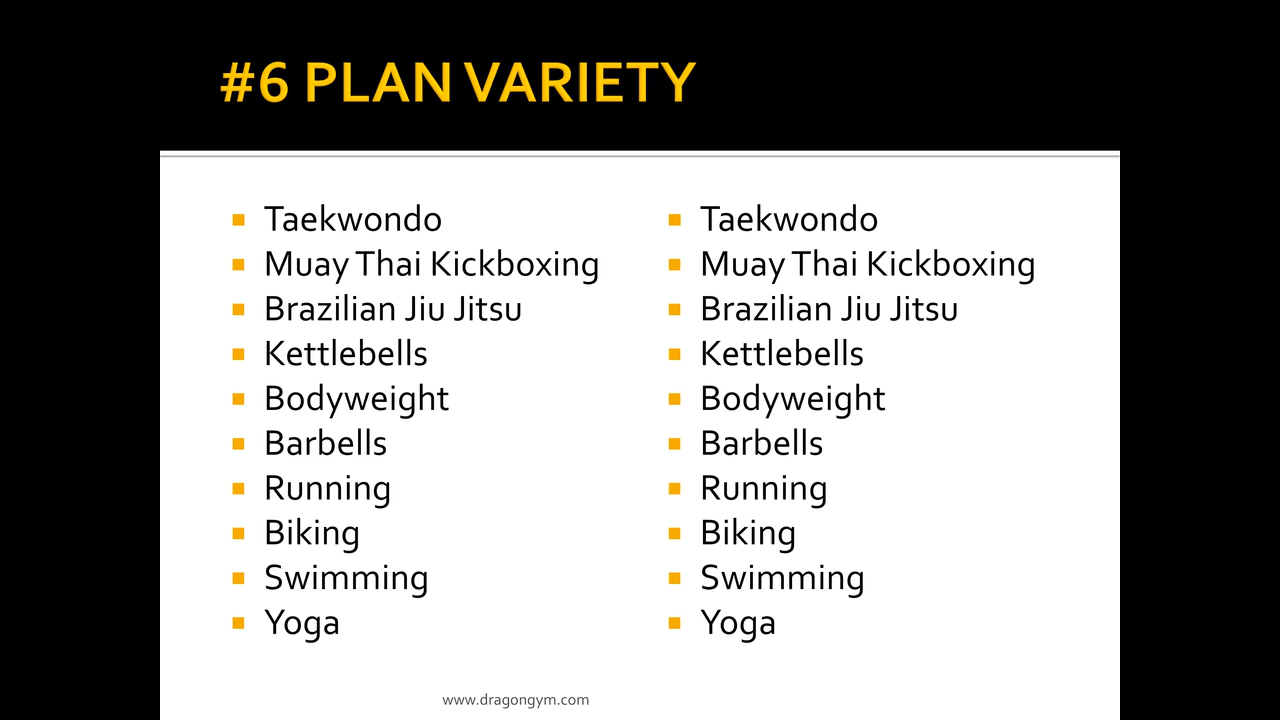 #6 PLAN VARIETY
Taekwondo
Muay Thai Kickboxing
Brazilian Jiu Jitsu
Kettlebells
Bodyweight
Barbells
Running
Biking
Swimming
Yoga
Taekwondo
Muay Thai Kickboxing
Brazilian Jiu Jitsu
Kettlebells
Bodyweight
Barbells
Running
Biking
Swimming
Yoga
www.dragongym.com